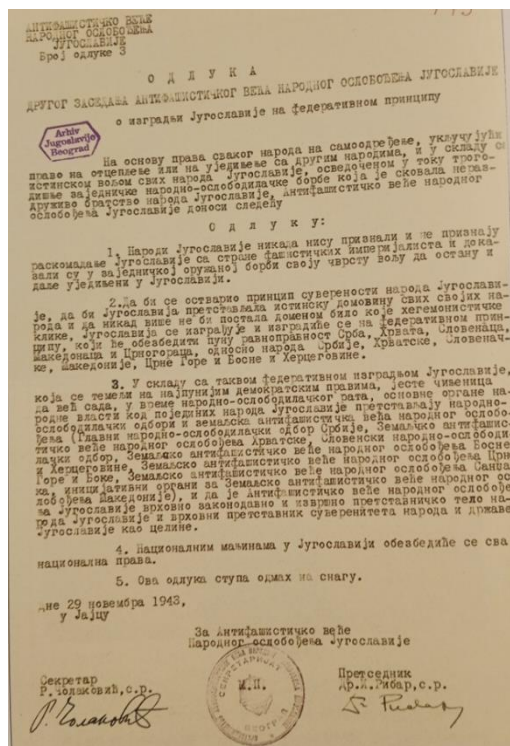 АНТИФАШИСТИЧКО ВЕЋЕ
НАРОДНОГ ОСЛОБОЂЕЊА
ЈУГОСЛАВИЈЕ
Број одлуке 3
О Д Л У К А
ДРУГОГ ЗАСЕДАЊА АНТИФАШИСТИЧКОГ ВЕЋА НАРОДНОГ ОСЛОБОЂЕЊА ЈУГОСЛАВИЈЕ
о изградњи Југославије на федеративном принципу
Arhiv
Jugoslavije
Beograd
На основу права сваког народа на самоодређење, укључујући
право на отцепљење или на уједињење са другим народима, и у складу са
истинском вољом свих народа Југославије, осведоченом у току трого-
дишње заједничке народно-ослободилачке борбе која је сковала нераз-
друживо братство народа Југославије, Антифашистичко веће народног
ослобођења Југославије доноси следећу
О д л у к у:
1. Народи Југославије никада нису признали и не признају
раскомадање Југославије са стране фашистичких империјалиста и дока-
зали су у заједничкој оружаној борби своју чврсту вољу да остану и
даље уједињени у Југославији.
2. Да би се остварио принцип суверености народа Југослави-
је, да би Југославија претстављала истинску домовину свих својих на-
рода и да никад више не би постала доменом било које хегемонистичке
клике, Југославија се изграђује и изградиће се на федеративном прин-
ципу, који ће обезбедити пуну равноправност Срба, Хрвата, Словенаца,
Македонаца и Црногораца, односно народа Србије, Хрватске, Словенач-
ке, Македоније, Црне Горе и Босне и Херцеговине.
3. У складу са таквом федеративном изградњом Југославије,
која се темељи на најпунијим демократским правима, јесте чињеница
да већ сада, у време народно-ослободилачког рата, основне органе на-
родне власти код појединих народа Југославије претстављају народно-
ослободилачки одбори и земаљска антифашистичка већа народног ослобо-
ђења (Главни народно-ослободилачки одбор Србије, Земаљско антифашис-
тичко веће народног ослобођења Хрватске, Словенски народно-ослободи-
лачки одбор, Земаљско антифашистичко веће народног ослобођења Босне
и Херцеговине, Земаљско антифашистичко веће народног ослобођења Црне
Горе и Боке, Земаљско антифашистичко веће народног ослобођења Санџа
ка, иницијативни органи за Земаљско антифашистичко веће народног ос
лобођења Македоније), и да је Антифашистичко веће народног ослобође
ња Југославије врховно законодавно и извршно претставничко тело на-
рода Југославије и врховни претставник суверенитета народа и државе
Југославије као целине.
4. Националним мањинама у Југославији обезбедиће се сва
национална права.
5. Ова одлука ступа одмах на снагу.
дне 29 новембра 1943,
у Јајцу
За Антифашистичко веће
Народног ослобођења Југославије
Секретар
Р. Чолаковић, с.р.
М.П.
Претседник
Др. И. Рибар, с.р.